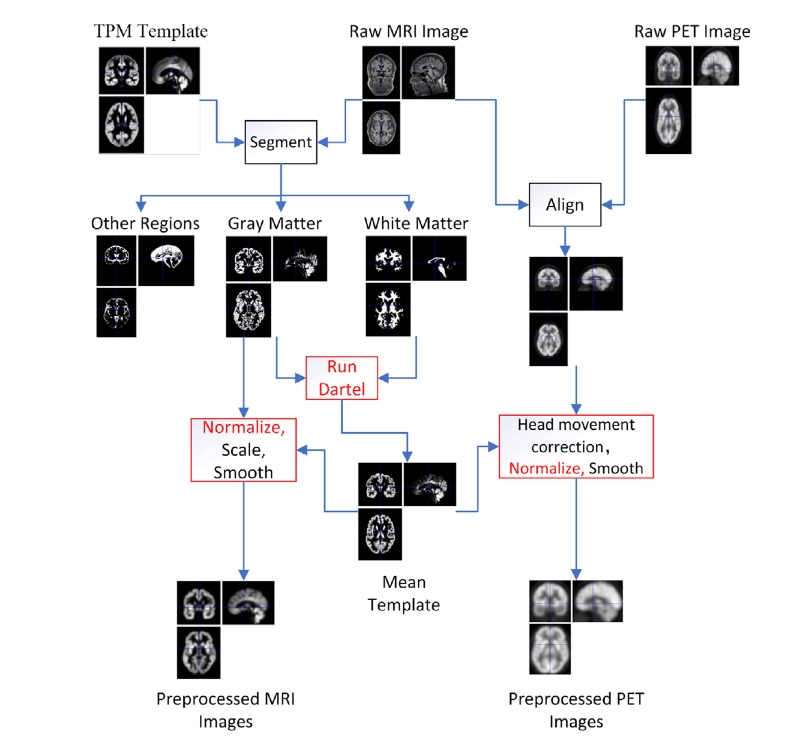 TPM Template
Raw MRI Image
Raw PET Image
Segment
Align
Other Regions
Gray Matter
White Matter
Run
Dartel
Normalize,
Scale,
Smooth
Head movement
correction，
Normalize, Smooth
Mean
Template
Preprocessed MRI
Images
Preprocessed PET
Images